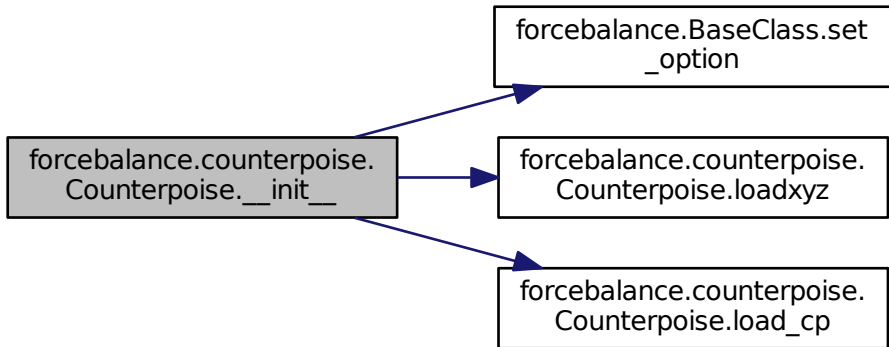 forcebalance.BaseClass.set
_option
forcebalance.counterpoise.
Counterpoise.__init__
forcebalance.counterpoise.
Counterpoise.loadxyz
forcebalance.counterpoise.
Counterpoise.load_cp